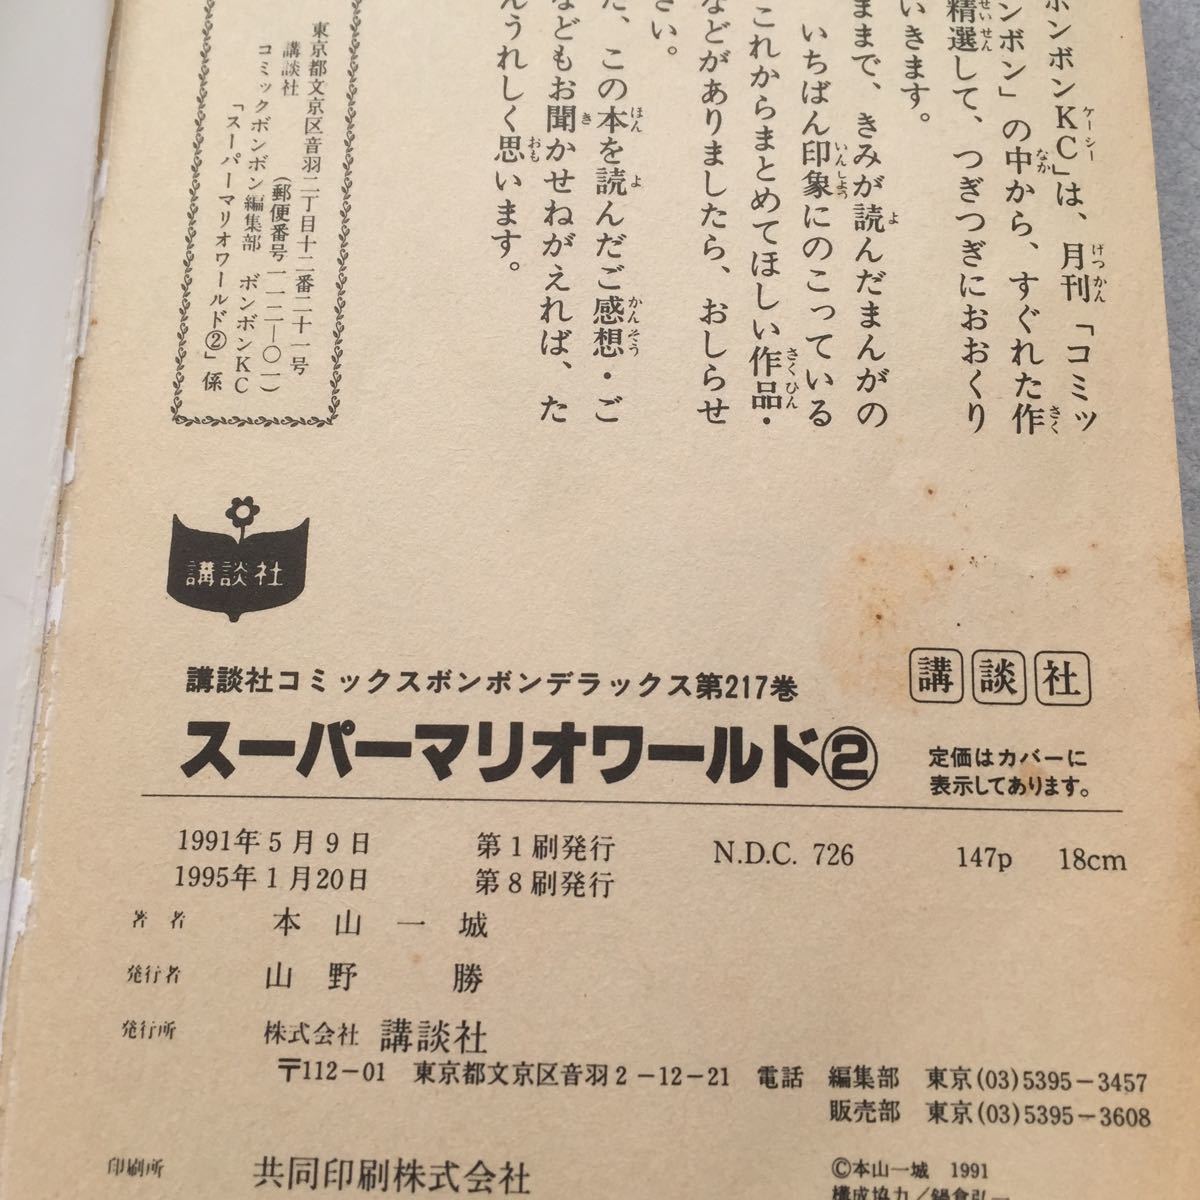 ボンボンKC」は、月刊「コミッ
ンボン」の中から、すぐれた作
精選して、つぎつぎにおおくり
いきます。
ままで、きみが読んだまんがの
いちばん印象にのこっている
これからまとめてほしい作品・
などがありましたら、おしらせ
さい。
た、この本を読んだご感想・ご
などもお聞かせねがえれば、た
んうれしく思います。
東京都文京区音羽二丁目十二番二十一号
(郵便番号一一二―〇一)
講談社
コミックボンボン編集部 ボンボンKC
「スーパーマリオワールド②」係
講談社
講談社コミックスボンボンデラックス第217巻
講談社
スーパーマリオワールド②
定価はカバーに
表示してあります。
1991年5月9日 第1刷発行 N.D.C. 726 147p 18cm
1995年1月20日 第8刷発行
著者 本山一城
発行者 山野 勝
発行所 株式会社 講談社
〒112−01 東京都文京区音羽2−12−21 電話 編集部 東京(03)5395−3457
販売部 東京(03)5395−3608
印刷所 共同印刷株式会社
©本山一城 1991
構成協力／鍋倉弘一